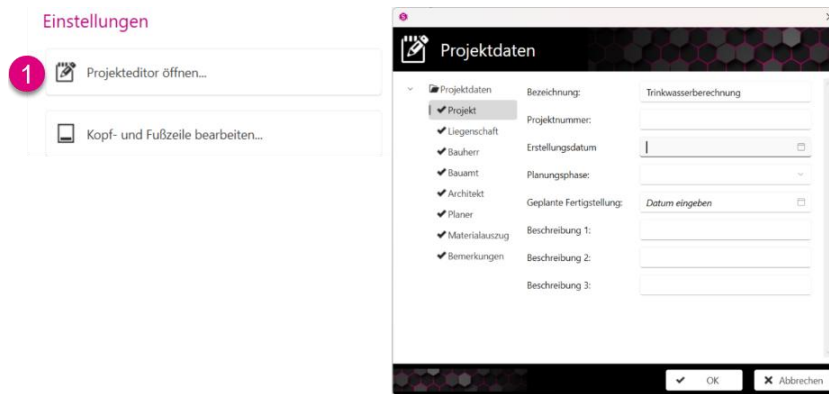 Einstellungen
1
Projekteditor öffnen...
Kopf- und Fußzeile bearbeiten...
S
Projektdaten
Projektdaten
Projekt
Liegenschaft
Bauherr
Bauamt
Architekt
Planer
Materialauszug
Bemerkungen
Bezeichnung: Trinkwasserberechnung
Projektnummer:
Erstellungsdatum
Planungsphase:
Geplante Fertigstellung: Datum eingeben
Beschreibung 1:
Beschreibung 2:
Beschreibung 3:
OK
Abbrechen